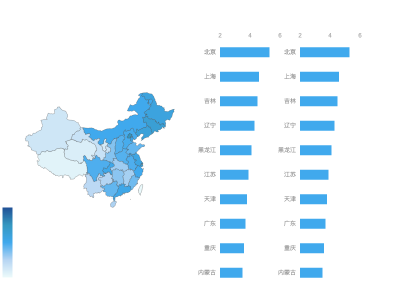 2 4 6 2 4 6
北京 北京
上海 上海
吉林 吉林
辽宁 辽宁
黑龙江 黑龙江
江苏 江苏
天津 天津
广东 广东
重庆 重庆
内蒙古 内蒙古